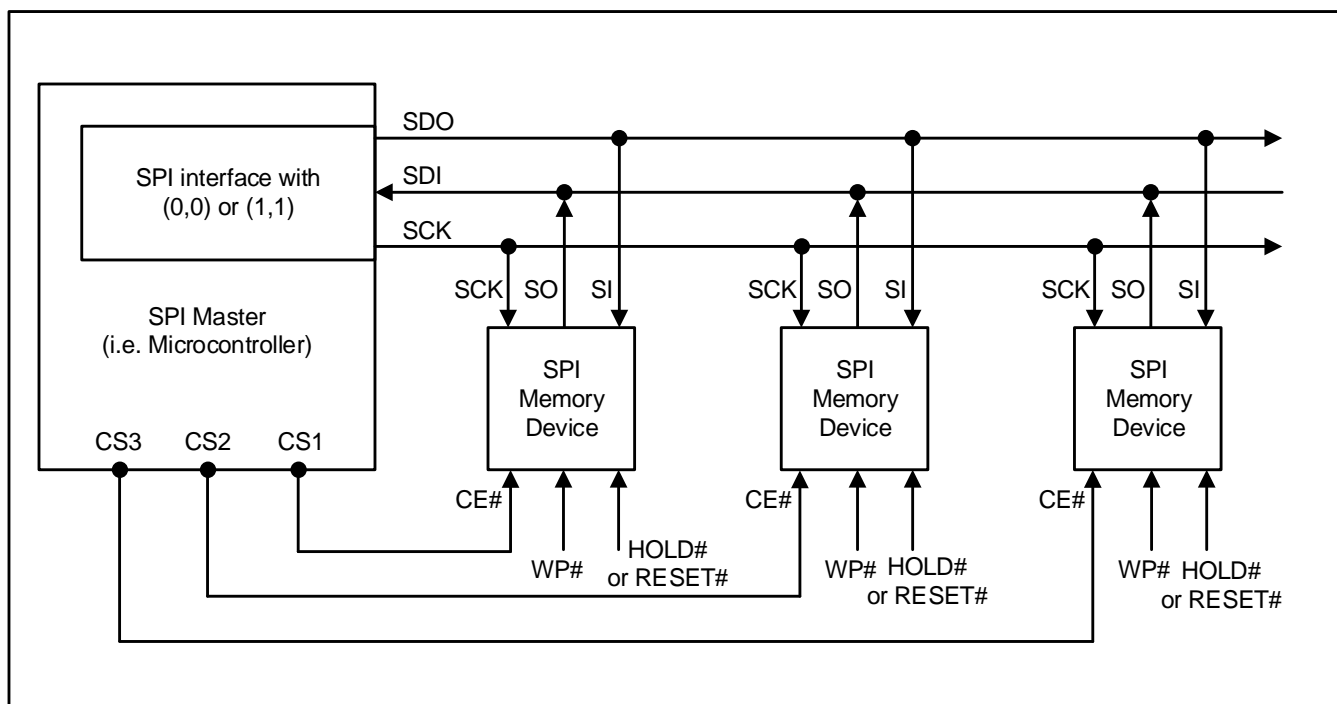 SDO
SPI interface with
(0,0) or (1,1)
SDI
SCK
SPI Master
(i.e. Microcontroller)
SCK SO SI
SCK SO SI
SCK SO SI
SPI
Memory
Device
SPI
Memory
Device
SPI
Memory
Device
CS3 CS2 CS1
CE#
WP#
HOLD#
or RESET#
CE#
WP#
HOLD#
or RESET#
CE#
WP#
HOLD#
or RESET#